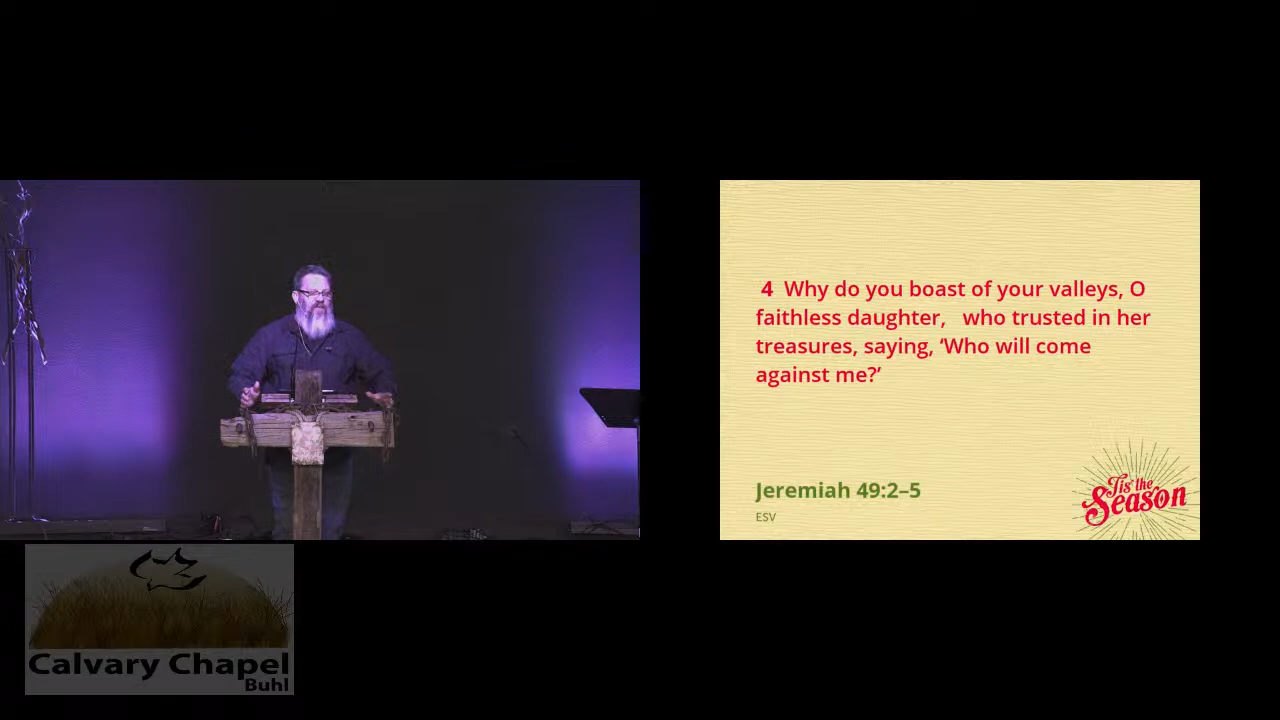 4 Why do you boast of your valleys, O
faithless daughter, who trusted in her
treasures, saying, ‘Who will come
against me?’
Jeremiah 49:2–5
ESV
'Tis the
Season
Calvary Chapel
Buhl